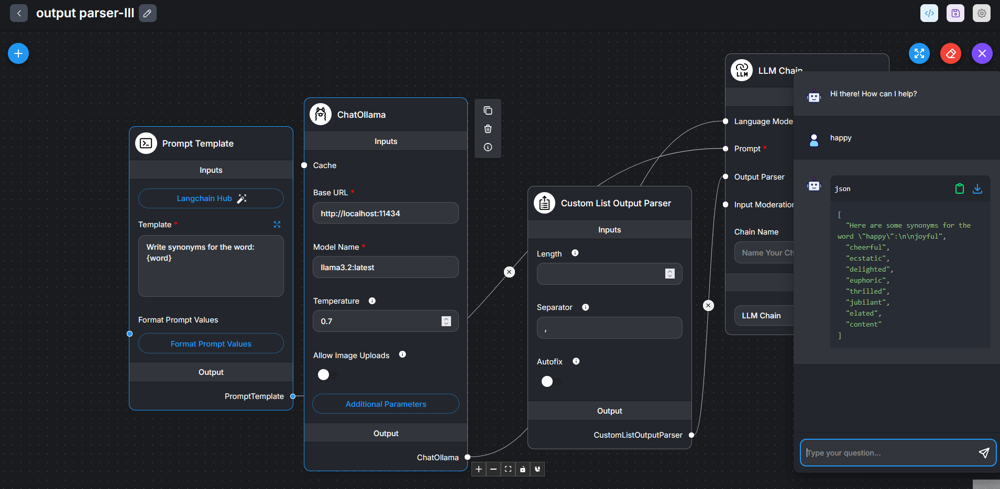 output parser-III
Prompt Template
Inputs
Langchain Hub
Template *
Write synonyms for the word:
{word}
Format Prompt Values
Format Prompt Values
Output
PromptTemplate
ChatOllama
Inputs
Cache
Base URL *
http://localhost:11434
Model Name *
llama3.2:latest
Temperature
0.7
Allow Image Uploads
Additional Parameters
Output
ChatOllama
Custom List Output Parser
Inputs
Length
Separator
,
Autofix
Output
CustomListOutputParser
LLM
LLM Chain
Language Mode
Prompt *
Output Parser
Input Moderation
Chain Name
Name Your Ch
LLM Chain
Hi there! How can I help?
happy
json
[
"Here are some synonyms for the
word \"happy\":\n\njoyful",
"cheerful",
"ecstatic",
"delighted",
"euphoric",
"thrilled",
"jubilant",
"elated",
"content"
]
Type your question...